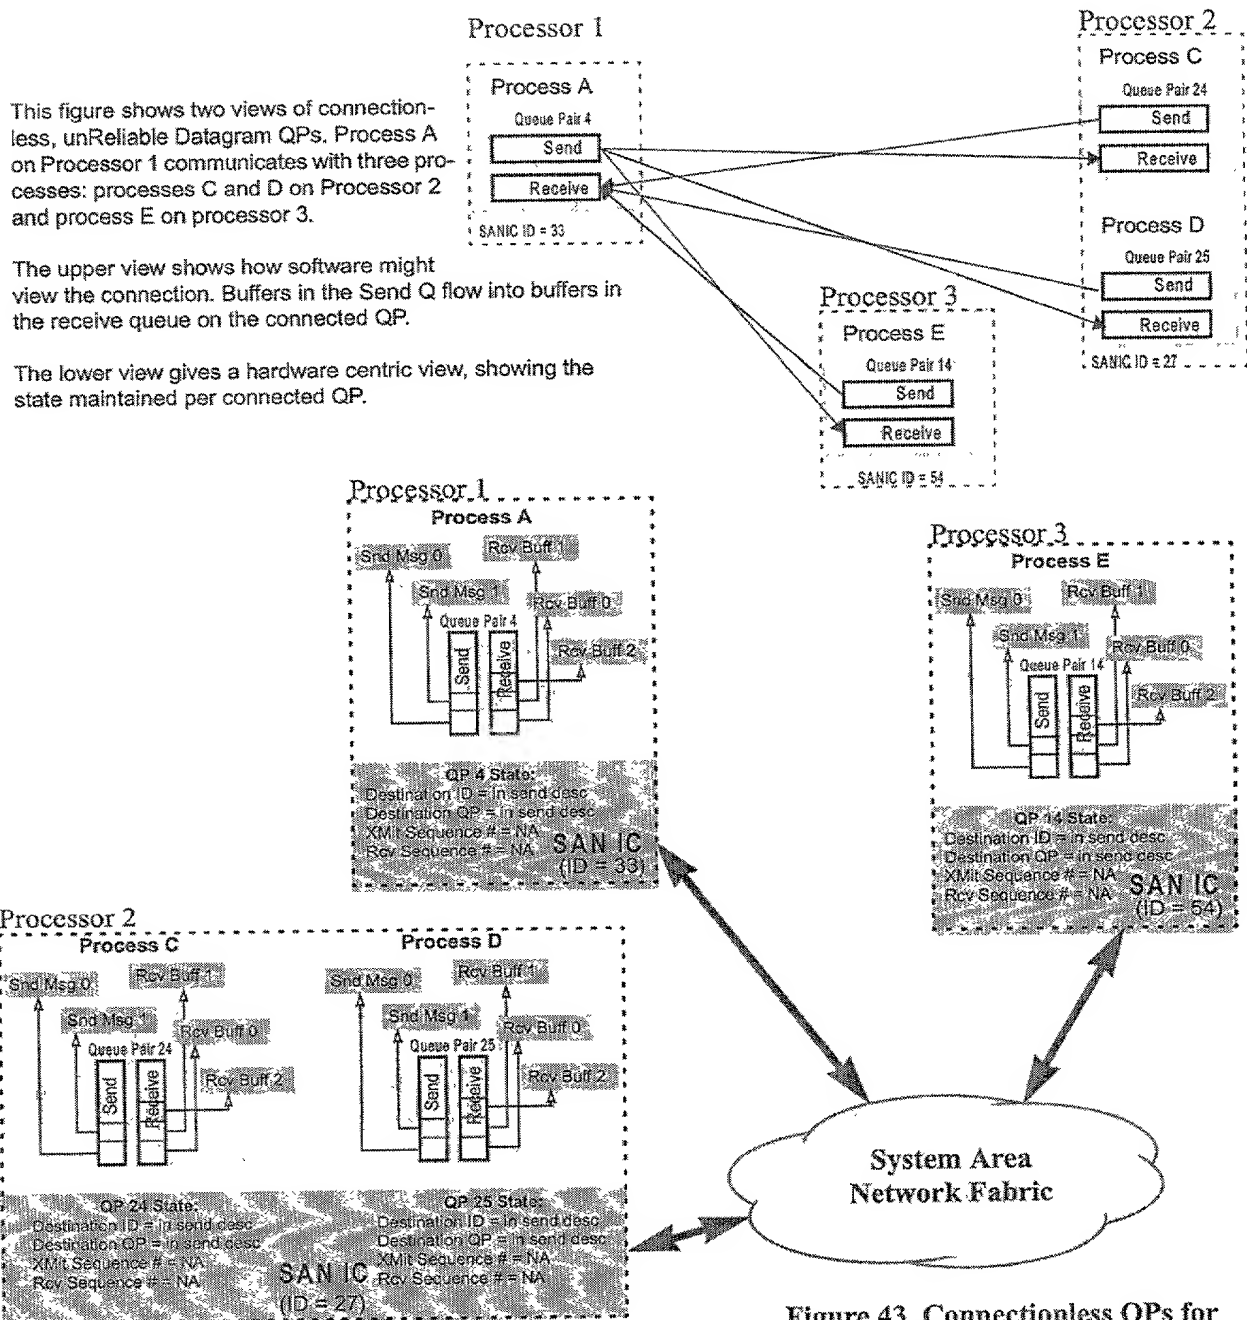 Processor 1
Process A
Queue Pair 4
Send
Receive
SANIC ID = 33
Processor 2
Process C
Queue Pair 24
Send
Receive
Process D
Queue Pair 25
Send
Receive
SANIC ID = 27
This figure shows two views of connection-
less, unReliable Datagram QPs. Process A
on Processor 1 communicates with three pro-
cesses: processes C and D on Processor 2
and process E on processor 3.
The upper view shows how software might
view the connection. Buffers in the Send Q flow into buffers in
the receive queue on the connected QP.
The lower view gives a hardware centric view, showing the
state maintained per connected QP.
Processor 3
Process E
Queue Pair 14
Send
Receive
SANIC ID = 54
Processor 1
Process A
Snd Msg 0
Rcv Buff 1
Snd Msg 1
Rcv Buff 0
Queue Pair 4
Rcv Buff 2
Send
Receive
QP 4 State:
Destination ID = in send desc
Destination QP = in send desc
XMit Sequence # = NA
Rcv Sequence # = NA
SAN IC
(ID = 33)
Processor 3
Process E
Snd Msg 0
Rcv Buff 1
Snd Msg 1
Rcv Buff 0
Queue Pair 14
Rcv Buff 2
Send
Receive
QP 14 State:
Destination ID = in send desc
Destination QP = in send desc
XMit Sequence # = NA
Rcv Sequence # = NA
SAN IC
(ID = 54)
Processor 2
Process C
Snd Msg 0
Rcv Buff 1
Snd Msg 1
Rcv Buff 0
Queue Pair 24
Rcv Buff 2
Send
Receive
QP 24 State:
Destination ID = in send desc
Destination QP = in send desc
XMit Sequence # = NA
Rcv Sequence # = NA
Process D
Snd Msg 0
Rcv Buff 1
Snd Msg 1
Rcv Buff 0
Queue Pair 25
Rcv Buff 2
Send
Receive
QP 25 State:
Destination ID = in send desc
Destination QP = in send desc
XMit Sequence # = NA
Rcv Sequence # = NA
SAN IC
(ID = 27)
System Area
Network Fabric
Figure 43 Connectionless QPs for